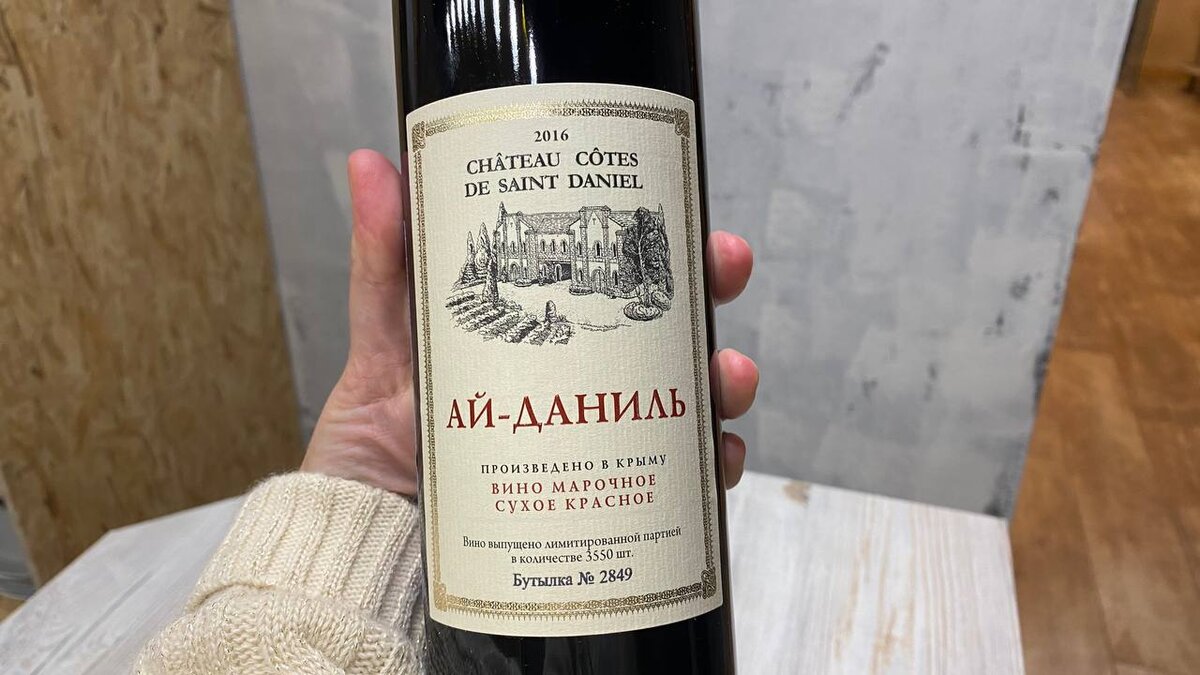 2016
CHÂTEAU CÔTES
DE SAINT DANIEL
АЙ-ДАНИЛЬ
ПРОИЗВЕДЕНО В КРЫМУ
ВИНО МАРОЧНОЕ
СУХОЕ КРАСНОЕ
Вино выпущено лимитированной партией
в количестве 3550 шт.
Бутылка № 2849